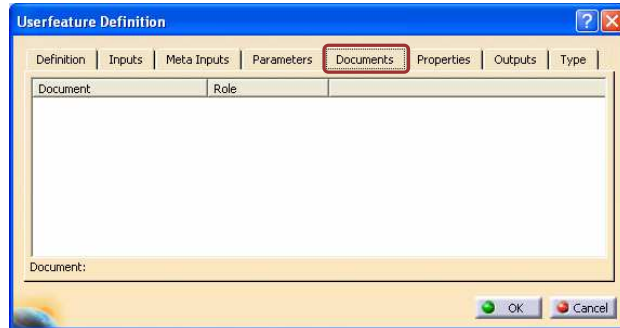 Userfeature Definition
Definition Inputs Meta Inputs Parameters Documents Properties Outputs Type
Document Role
Document:
OK Cancel